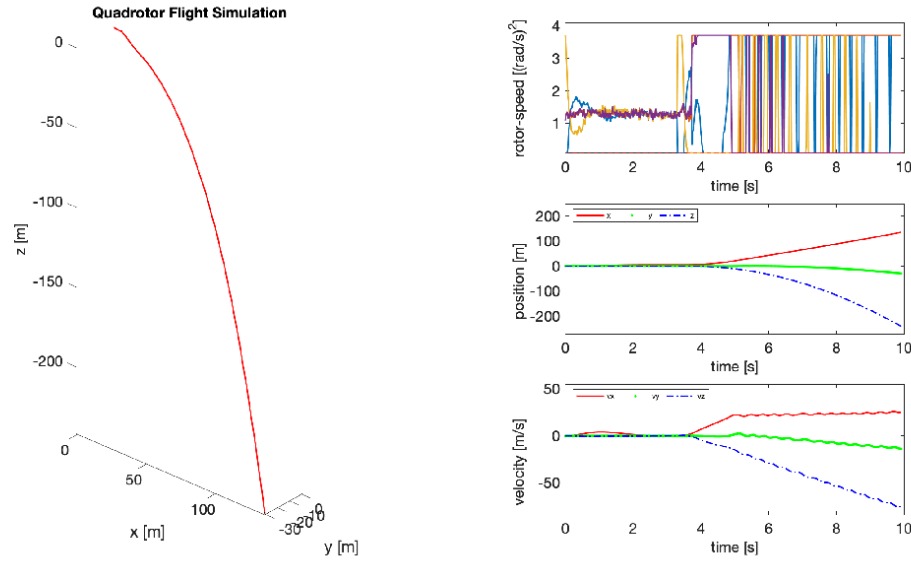 Quadrotor Flight Simulation
0
-50
-100
-150
-200
z [m]
0
50
100
x [m]
0
-10
-20
-30
y [m]
4
3
2
1
rotor-speed [(rad/s)^2]
0 2 4 6 8 10
time [s]
x y z
200
100
0
-100
-200
position [m]
0 2 4 6 8 10
time [s]
vx vy vz
50
0
-50
velocity [m/s]
0 2 4 6 8 10
time [s]